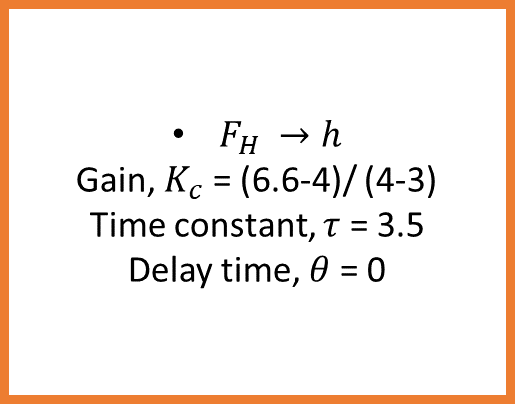 • F_H → h
Gain, K_c = (6.6-4)/ (4-3)
Time constant, τ = 3.5
Delay time, θ = 0